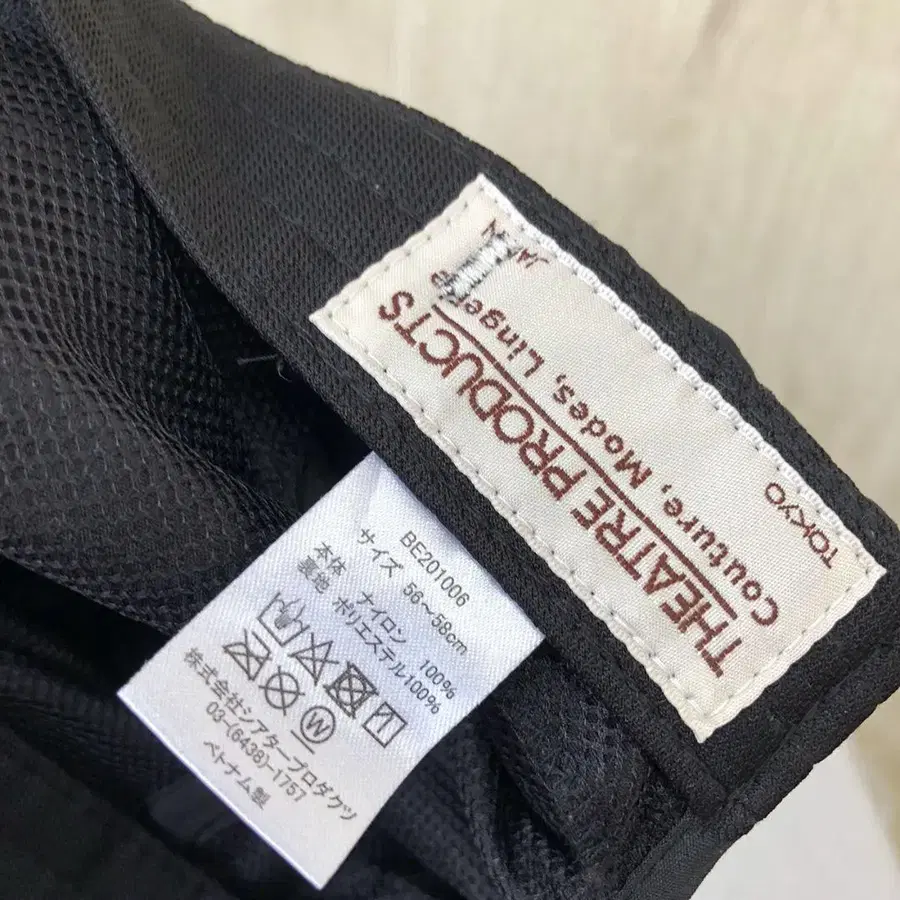 THEATRE PRODUCTS
Couture, Modes, Lingerie
TOKYO
JAPAN
BE201006
サイズ 56～58cm
本体 ナイロン 100%
裏地 ポリエステル100%
W
株式会社シアタープロダクツ
03-(6438)-1757
ベトナム製